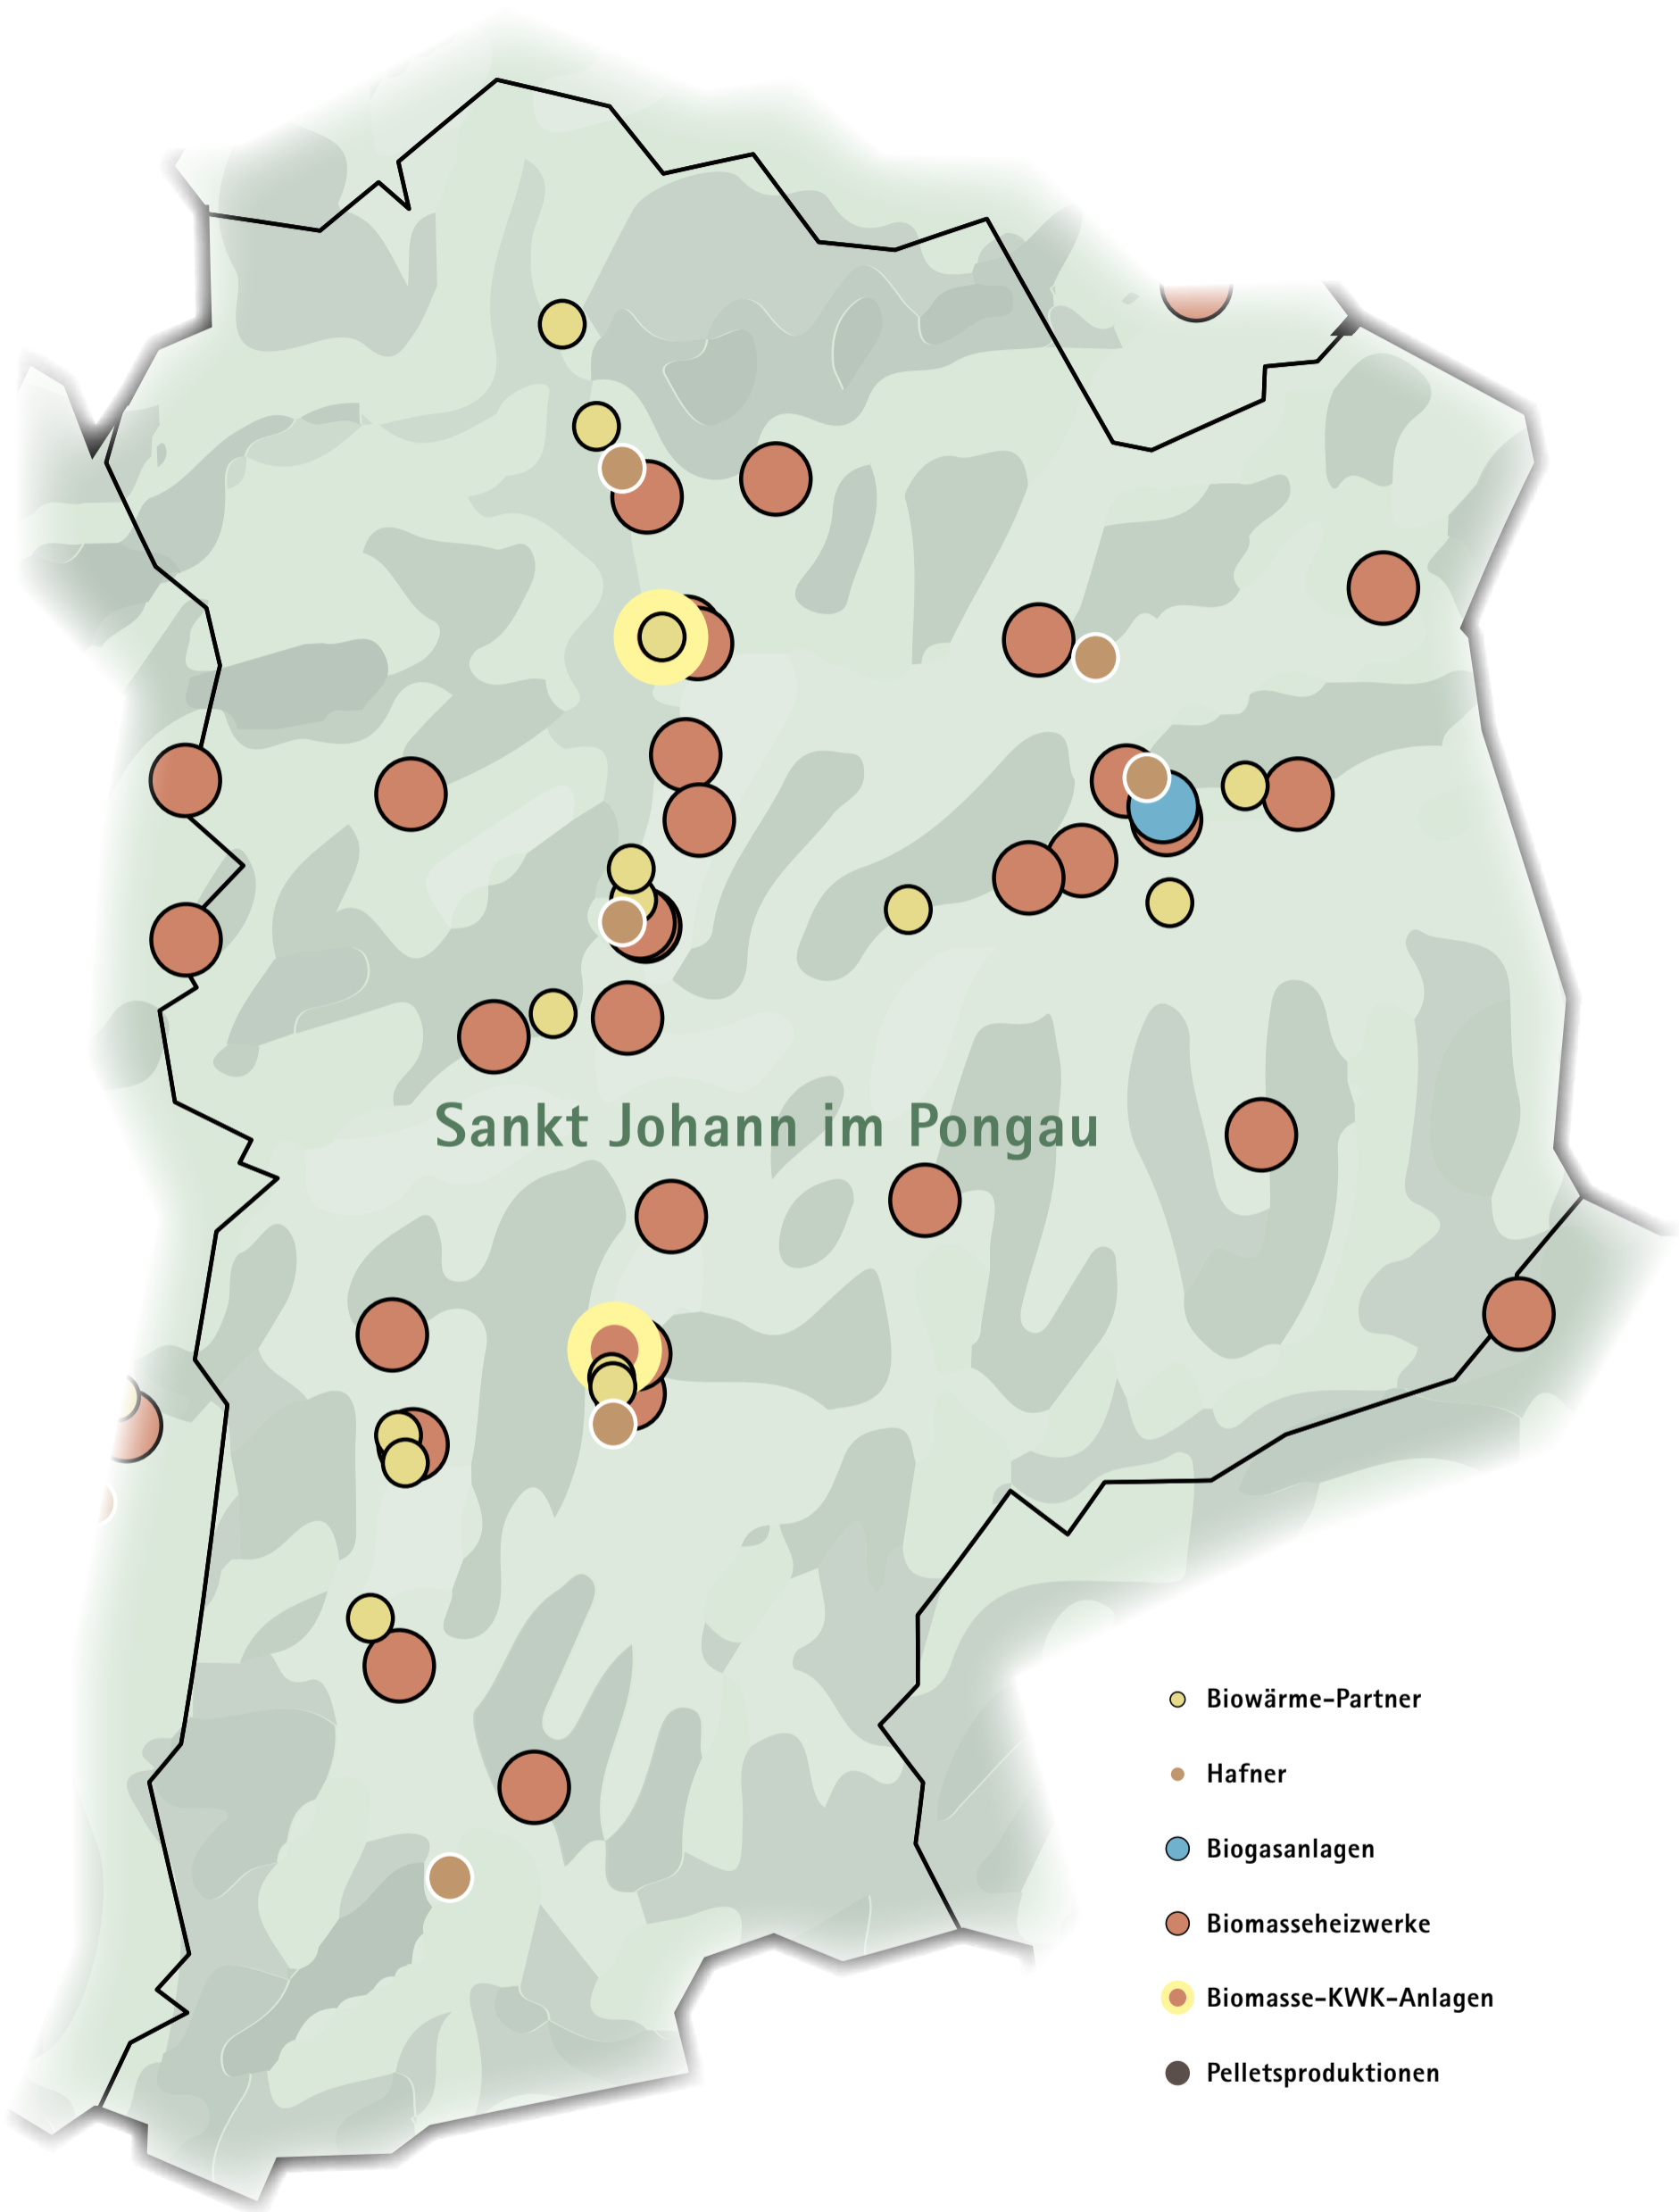 Sankt Johann im Pongau
Biowärme-Partner
Hafner
Biogasanlagen
Biomasseheizwerke
Biomasse-KWK-Anlagen
Pelletsproduktionen